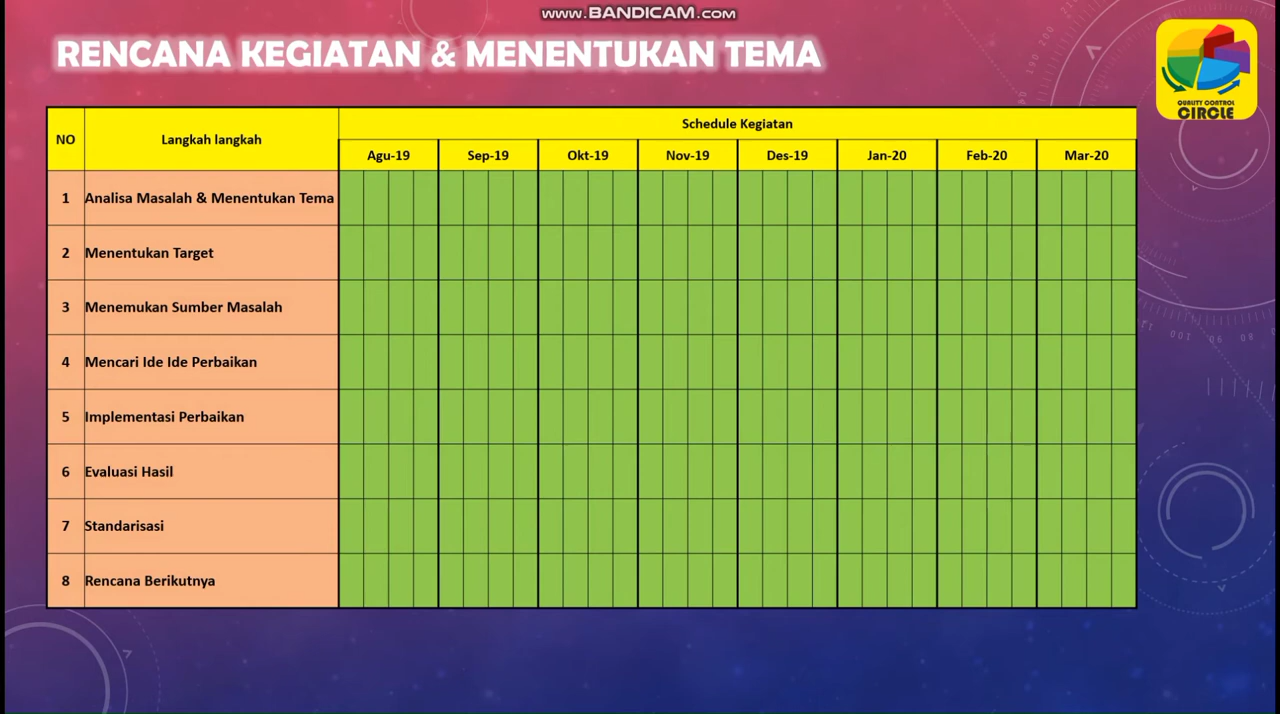 www.BANDICAM.com
RENCANA KEGIATAN & MENENTUKAN TEMA
QUALITY CONTROL
CIRCLE
NO
Langkah langkah
Schedule Kegiatan
Agu-19 Sep-19 Okt-19 Nov-19 Des-19 Jan-20 Feb-20 Mar-20
1 Analisa Masalah & Menentukan Tema
2 Menentukan Target
3 Menemukan Sumber Masalah
4 Mencari Ide Ide Perbaikan
5 Implementasi Perbaikan
6 Evaluasi Hasil
7 Standarisasi
8 Rencana Berikutnya